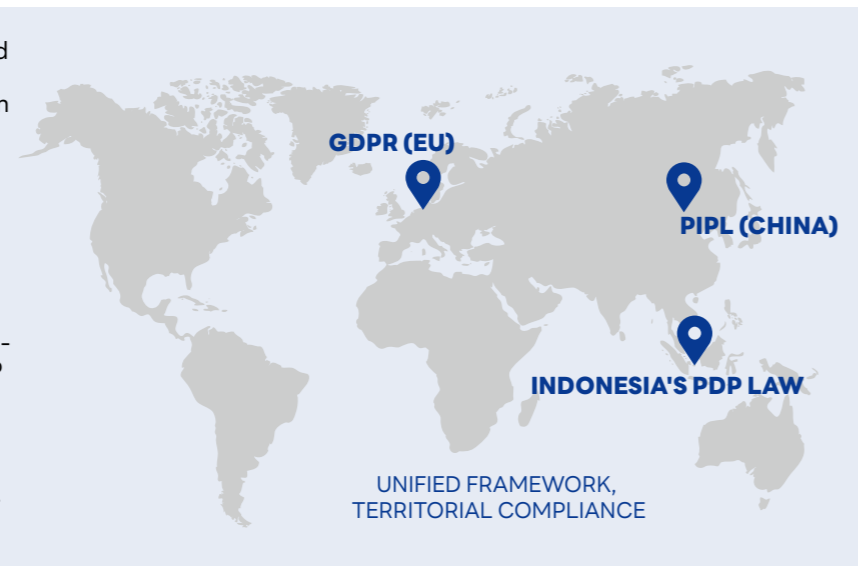 GDPR (EU)
PIPL (CHINA)
INDONESIA'S PDP LAW
UNIFIED FRAMEWORK,
TERRITORIAL COMPLIANCE